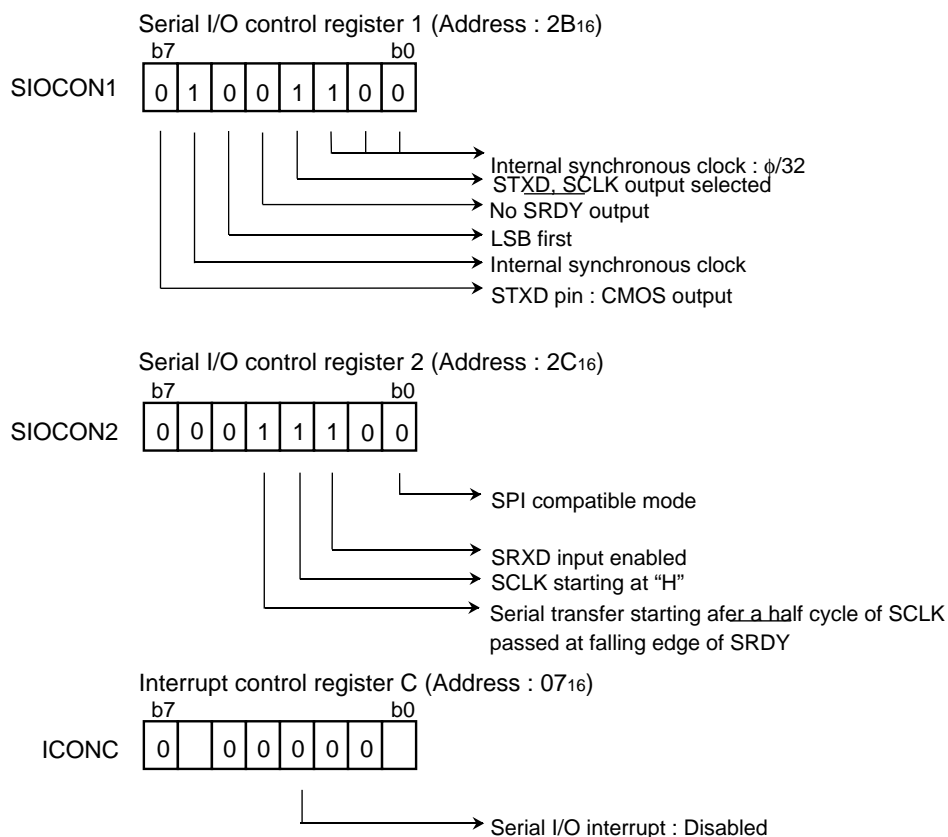 Serial I/O control register 1 (Address : 2B16)
b7 b0
SIOCON1 0 1 0 0 1 1 0 0
Internal synchronous clock : ϕ/32
STXD, SCLK output selected
No SRDY output
LSB first
Internal synchronous clock
STXD pin : CMOS output
Serial I/O control register 2 (Address : 2C16)
b7 b0
SIOCON2 0 0 0 1 1 1 0 0
SPI compatible mode
SRXD input enabled
SCLK starting at “H”
Serial transfer starting afer a half cycle of SCLK
passed at falling edge of SRDY
Interrupt control register C (Address : 0716)
b7 b0
ICONC 0 0 0 0 0 0
Serial I/O interrupt : Disabled